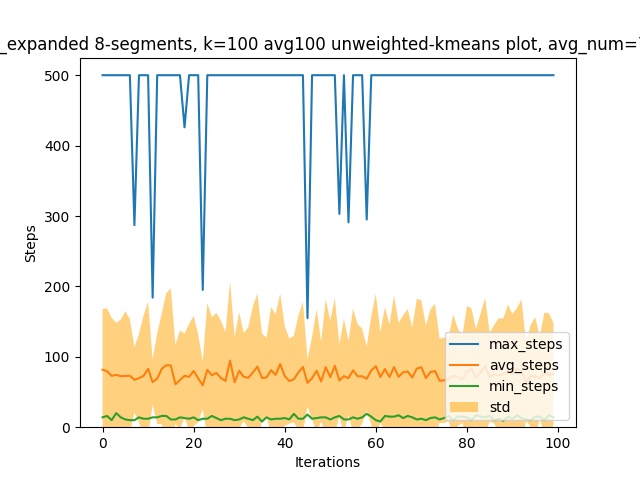 _expanded 8-segments, k=100 avg100 unweighted-kmeans plot, avg_num=
500
400
300
200
100
0
Steps
max_steps
avg_steps
min_steps
std
0 20 40 60 80 100
Iterations